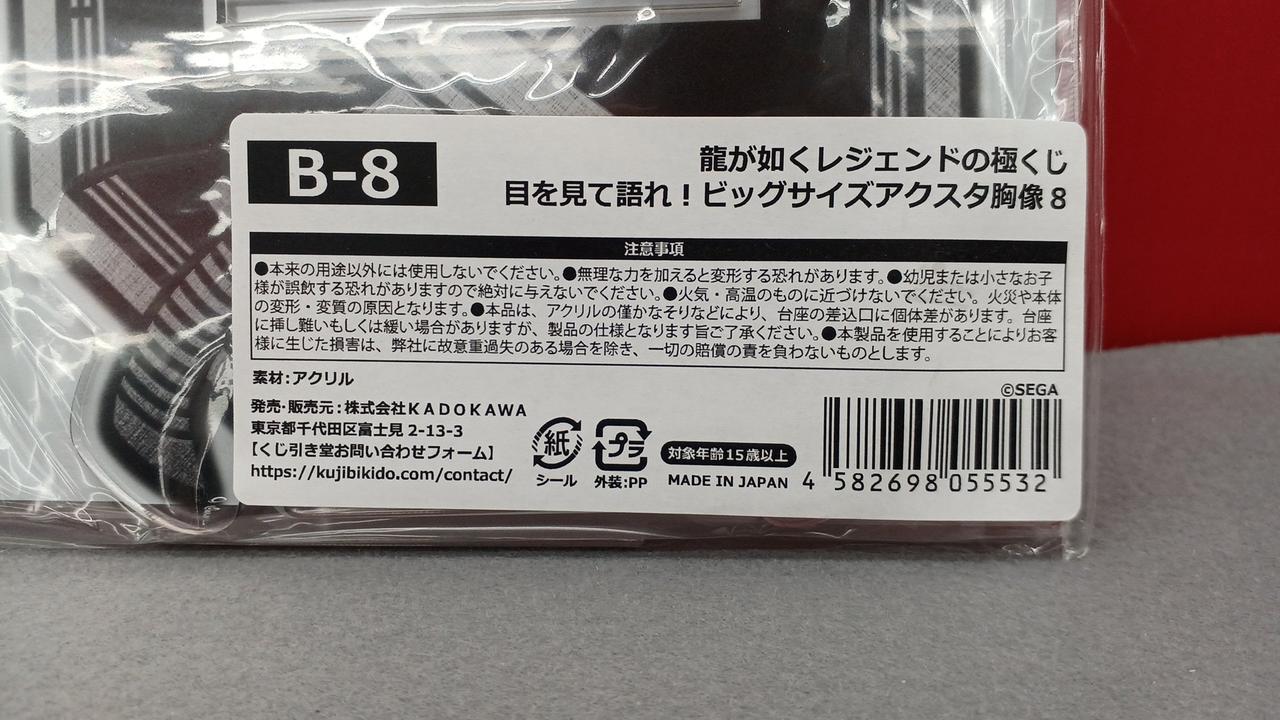 B-8
龍が如くレジェンドの極くじ
目を見て語れ！ビッグサイズアクスタ胸像８
注意事項
●本来の用途以外には使用しないでください。●無理な力を加えると変形する恐れがあります。●幼児または小さなお子
様が誤飲する恐れがありますので絶対に与えないでください。●火気・高温のものに近づけないでください。火災や本体
の変形・変質の原因となります。●本品は、アクリルの僅かなそりなどにより、台座の差込口に個体差があります。台座
に挿し難いもしくは緩い場合がありますが、製品の仕様となります旨ご了承ください。●本製品を使用することによりお客
様に生じた損害は、弊社に故意重過失のある場合を除き、一切の賠償の責を負わないものとします。
素材：アクリル
©SEGA
発売・販売元：株式会社KADOKAWA
東京都千代田区富士見 2-13-3
【くじ引き堂お問い合わせフォーム】
https://kujibikido.com/contact/
紙
シール
プラ
外装：PP
対象年齢15歳以上
MADE IN JAPAN
4 582698 055532